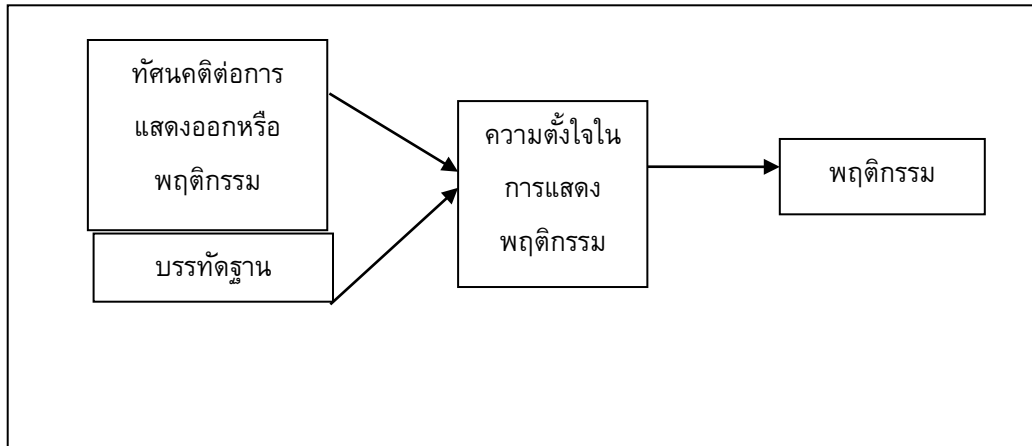 ทัศนคติต่อการ
แสดงออกหรือ
พฤติกรรม
บรรทัดฐาน
ความตั้งใจใน
การแสดง
พฤติกรรม
พฤติกรรม